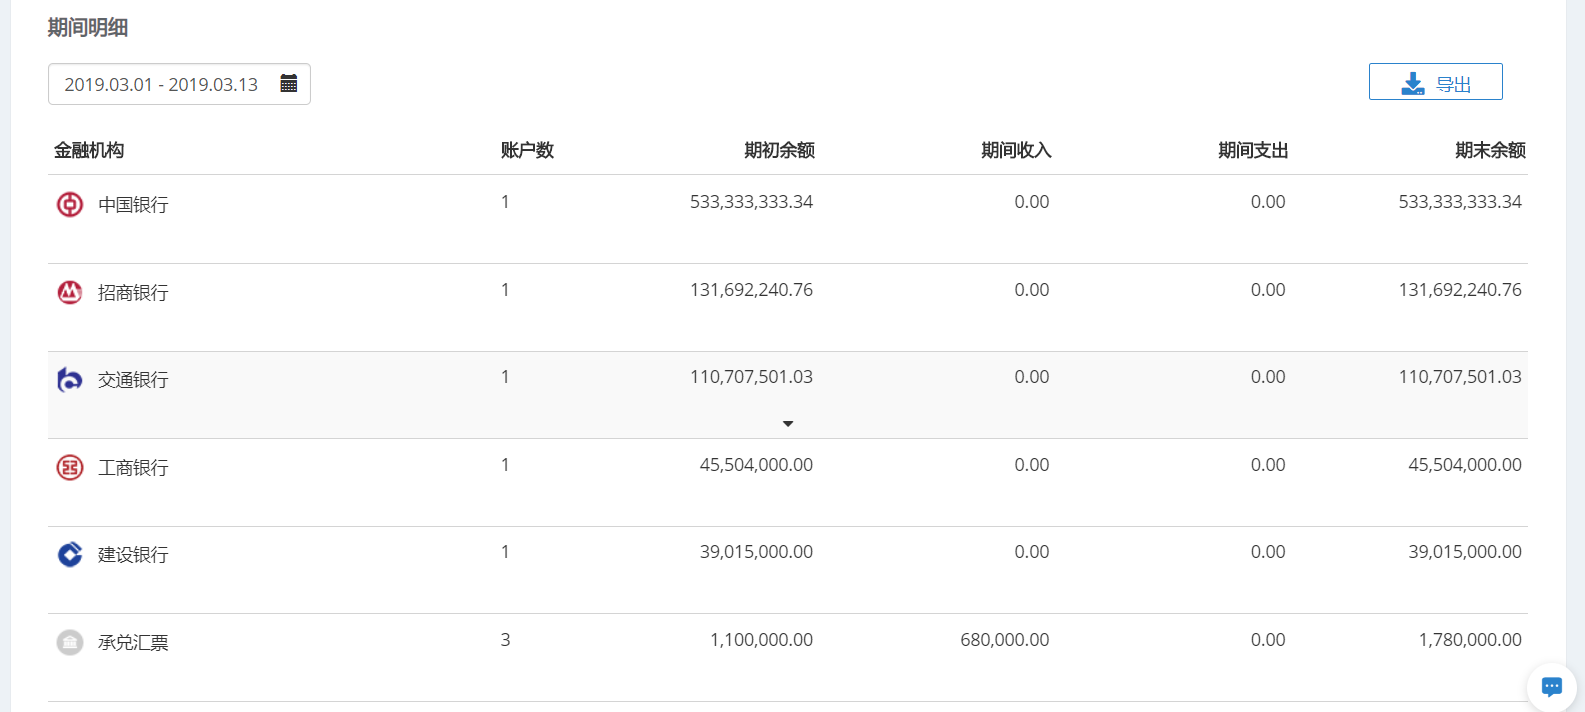 期间明细
2019.03.01 - 2019.03.13
导出
金融机构 账户数 期初余额 期间收入 期间支出 期末余额
中国银行 1 533,333,333.34 0.00 0.00 533,333,333.34
招商银行 1 131,692,240.76 0.00 0.00 131,692,240.76
交通银行 1 110,707,501.03 0.00 0.00 110,707,501.03
工商银行 1 45,504,000.00 0.00 0.00 45,504,000.00
建设银行 1 39,015,000.00 0.00 0.00 39,015,000.00
承兑汇票 3 1,100,000.00 680,000.00 0.00 1,780,000.00